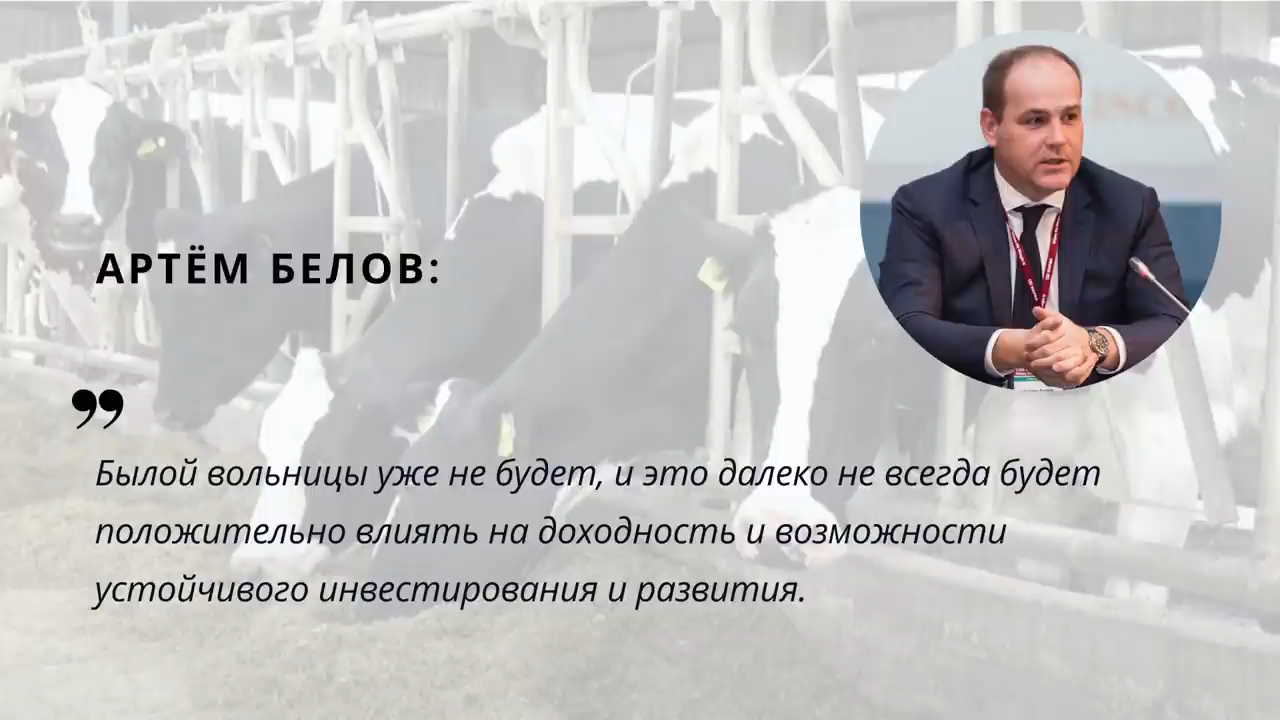 АРТЁМ БЕЛОВ:
Былой вольницы уже не будет, и это далеко не всегда будет
положительно влиять на доходность и возможности
устойчивого инвестирования и развития.